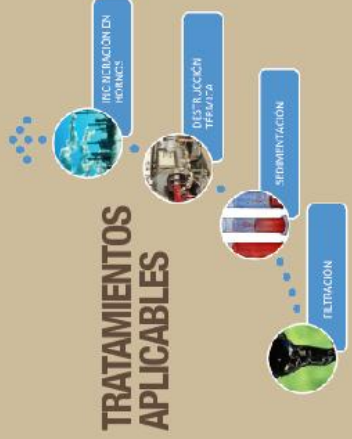 TRATAMIENTOS
APLICABLES
INCINERACIÓN EN
HORNOS
DESTRUCCIÓN
TÉRMICA
SEDIMENTACIÓN
FILTRACIÓN